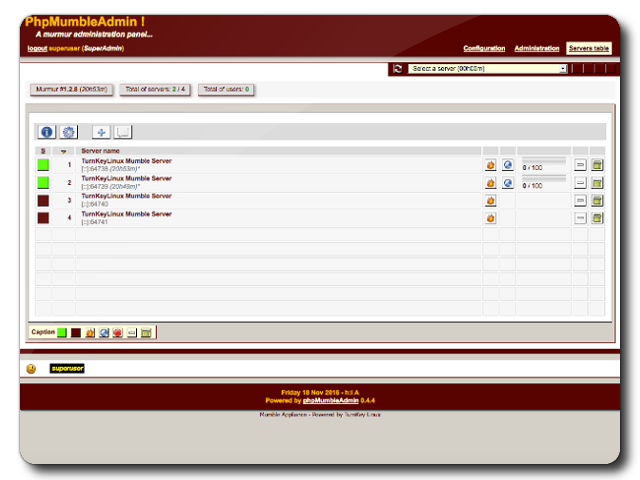 PhpMumbleAdmin !
A murmur administration panel...
logout superuser (SuperAdmin)
Configuration Administration Servers table
Select a server (00h00m)
Murmur #1.2.8 (20h53m) Total of servers: 2 / 4 Total of users: 0
S Server name
1 TurnKeyLinux Mumble Server
[::]:64738 (20h53m)*
0 / 100
2 TurnKeyLinux Mumble Server
[::]:64739 (20h49m)*
0 / 100
3 TurnKeyLinux Mumble Server
[::]:64740
4 TurnKeyLinux Mumble Server
[::]:64741
Caption
superuser
Friday 18 Nov 2016 - h:i A
Powered by phpMumbleAdmin 0.4.4
Mumble Appliance - Powered by TurnKey Linux